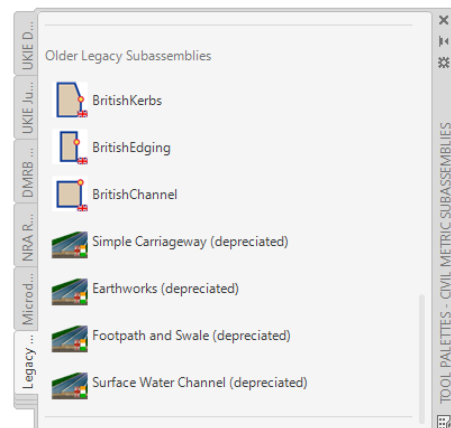 UKIE D...
UKIE Ju...
DMRB ...
NRA R...
Microd...
Legacy ...
Older Legacy Subassemblies
BritishKerbs
BritishEdging
BritishChannel
Simple Carriageway (depreciated)
Earthworks (depreciated)
Footpath and Swale (depreciated)
Surface Water Channel (depreciated)
TOOL PALETTES - CIVIL METRIC SUBASSEMBLIES